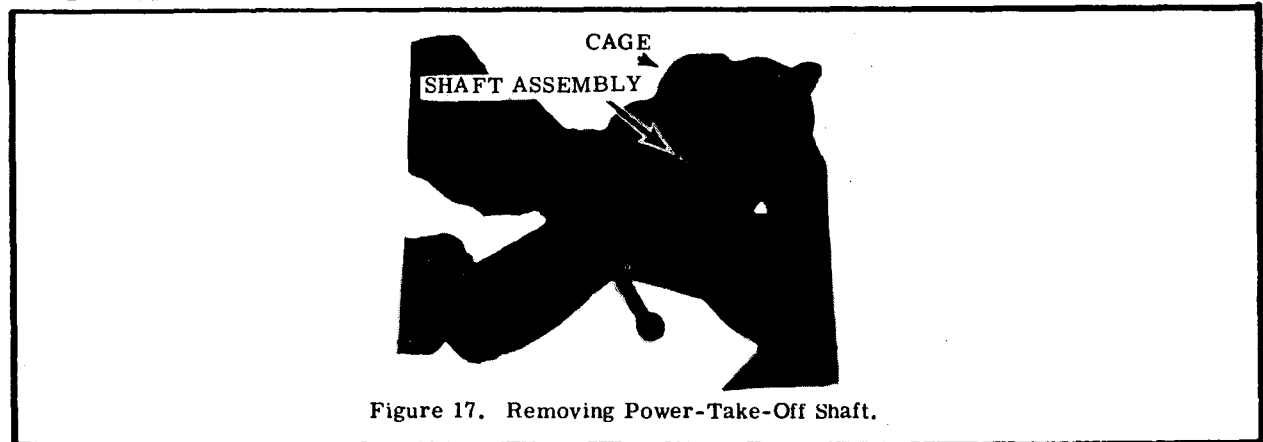 CAGE
SHAFT ASSEMBLY
Figure 17. Removing Power-Take-Off Shaft.